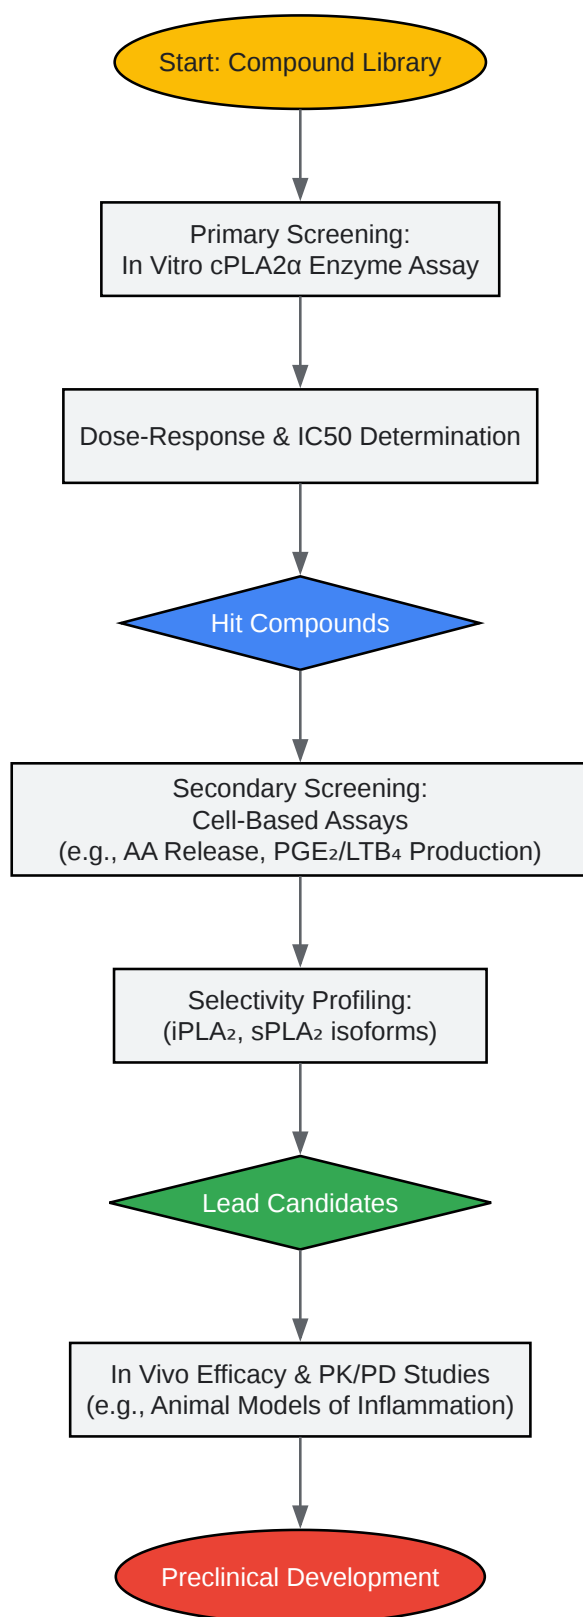 Start: Compound Library
Primary Screening:
In Vitro cPLA2α Enzyme Assay
Dose-Response & IC50 Determination
Hit Compounds
Secondary Screening:
Cell-Based Assays
(e.g., AA Release, PGE₂/LTB₄ Production)
Selectivity Profiling:
(iPLA₂, sPLA₂ isoforms)
Lead Candidates
In Vivo Efficacy & PK/PD Studies
(e.g., Animal Models of Inflammation)
Preclinical Development